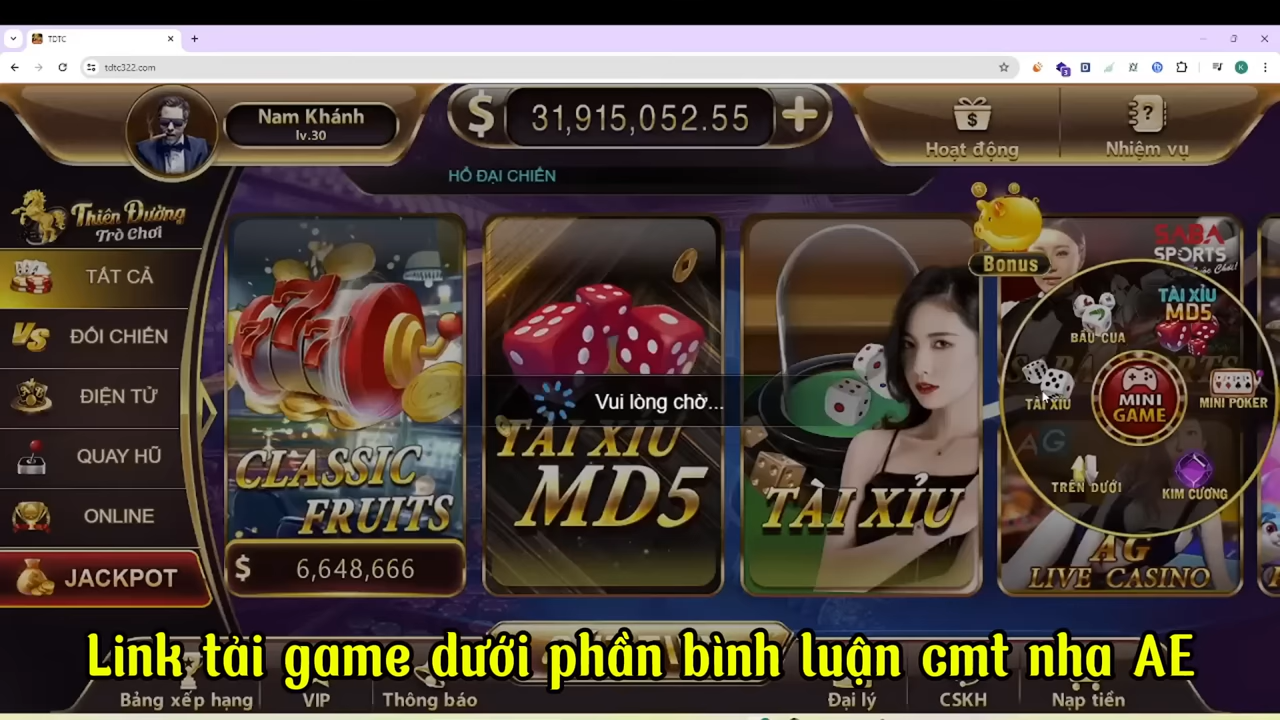 TDTC
tdtc322.com
Nam Khánh
lv.30
$ 31,915,052.55 +
Hoạt động
Nhiệm vụ
HỔ ĐẠI CHIẾN
Thiên Đường
Trò Chơi
TẤT CẢ
VS ĐỐI CHIẾN
ĐIỆN TỬ
QUAY HŨ
ONLINE
JACKPOT
777
CLASSIC
FRUITS
$ 6,648,666
TÀI XỈU
MD5
Vui lòng chờ...
TÀI XỈU
Bonus
SABA
SPORTS
BẦU CUA
TÀI XỈU
MD5
TÀI XỈU
MINI
GAME
MINI POKER
AG
TRÊN DƯỚI
KIM CƯƠNG
AG
LIVE CASINO
Link tải game dưới phần bình luận cmt nha AE
Bảng xếp hạng
VIP
Thông báo
Đại lý
CSKH
Nạp tiền